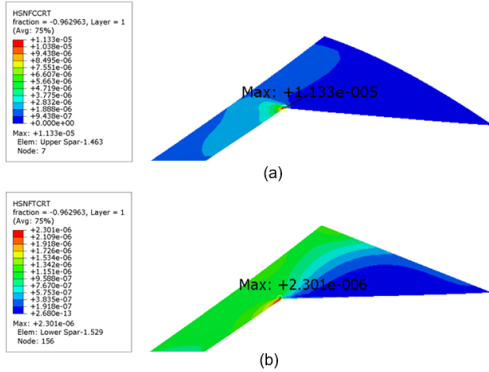 HSNFCCRT
fraction = -0.962963, Layer = 1
(Avg: 75%)
+1.133e-05
+1.038e-05
+9.438e-06
+8.495e-06
+7.551e-06
+6.607e-06
+5.663e-06
+4.719e-06
+3.775e-06
+2.832e-06
+1.888e-06
+9.438e-07
+0.000e+00
Max: +1.133e-05
Elem: Upper Spar-1.463
Node: 7
Max: +1.133e-005
(a)
HSNFTCRT
fraction = -0.962963, Layer = 1
(Avg: 75%)
+2.301e-06
+2.109e-06
+1.918e-06
+1.726e-06
+1.534e-06
+1.342e-06
+1.151e-06
+9.588e-07
+7.670e-07
+5.753e-07
+3.835e-07
+1.918e-07
+2.680e-13
Max: +2.301e-06
Elem: Lower Spar-1.529
Node: 156
Max: +2.301e-006
(b)